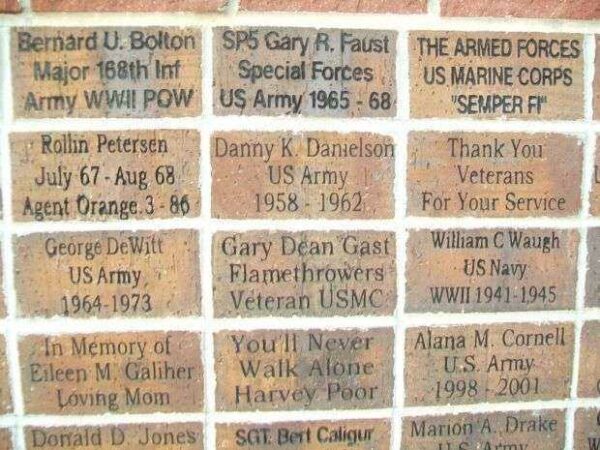 Bernard U. Bolton
Major 168th Inf
Army WWII POW
SP5 Gary R. Faust
Special Forces
US Army 1965 - 68
THE ARMED FORCES
US MARINE CORPS
"SEMPER FI"
Rollin Petersen
July 67 - Aug 68
Agent Orange 3 - 86
Danny K. Danielson
US Army
1958 - 1962
Thank You
Veterans
For Your Service
George DeWitt
US Army
1964-1973
Gary Dean Gast
Flamethrowers
Veteran USMC
William C Waugh
US Navy
WWII 1941-1945
In Memory of
Eileen M. Galiher
Loving Mom
You'll Never
Walk Alone
Harvey Poor
Alana M. Cornell
U.S. Army
1998 - 2001
Donald D. Jones
SGT. Bert Caligur
Marion A. Drake
U.S. Army